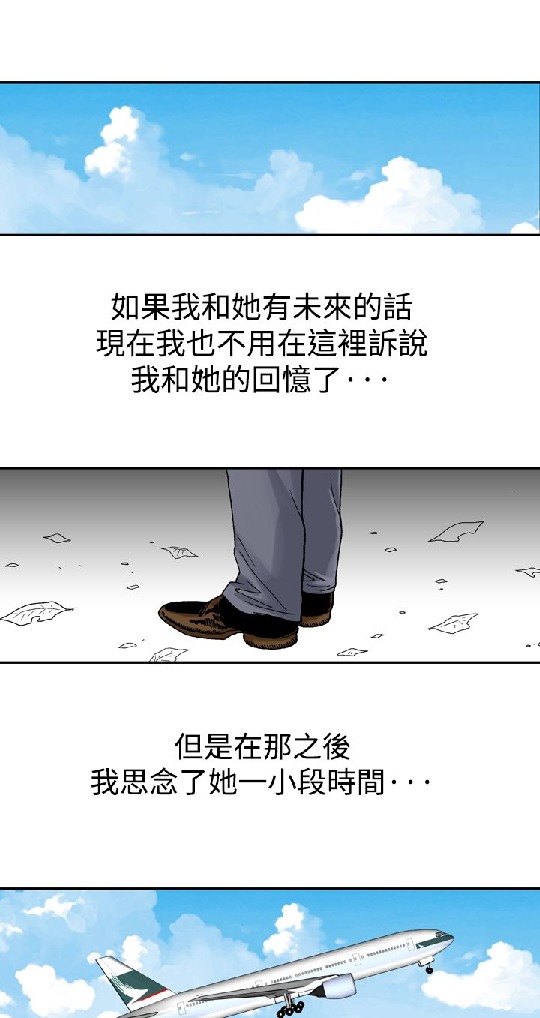 如果我和她有未來的話
現在我也不用在這裡訴說
我和她的回憶了···
但是在那之後
我思念了她一小段時間···